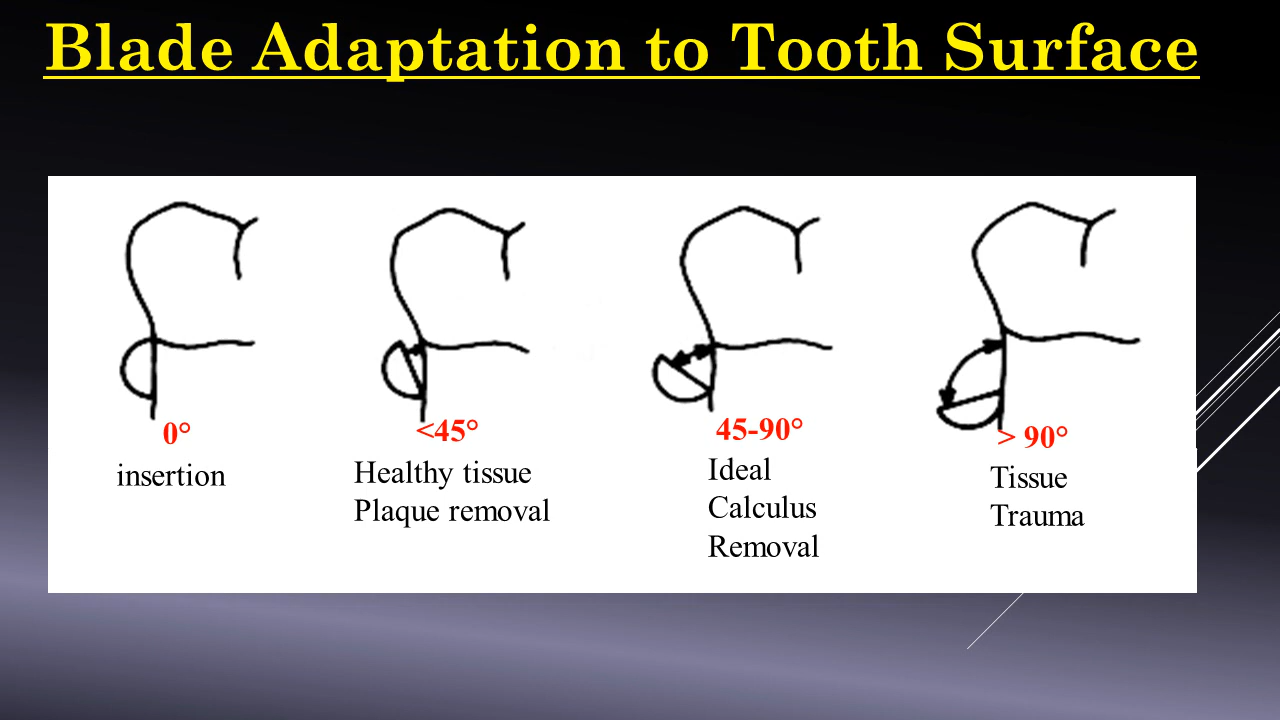 Blade Adaptation to Tooth Surface
0°
insertion
<45°
Healthy tissue
Plaque removal
45-90°
Ideal
Calculus
Removal
> 90°
Tissue
Trauma